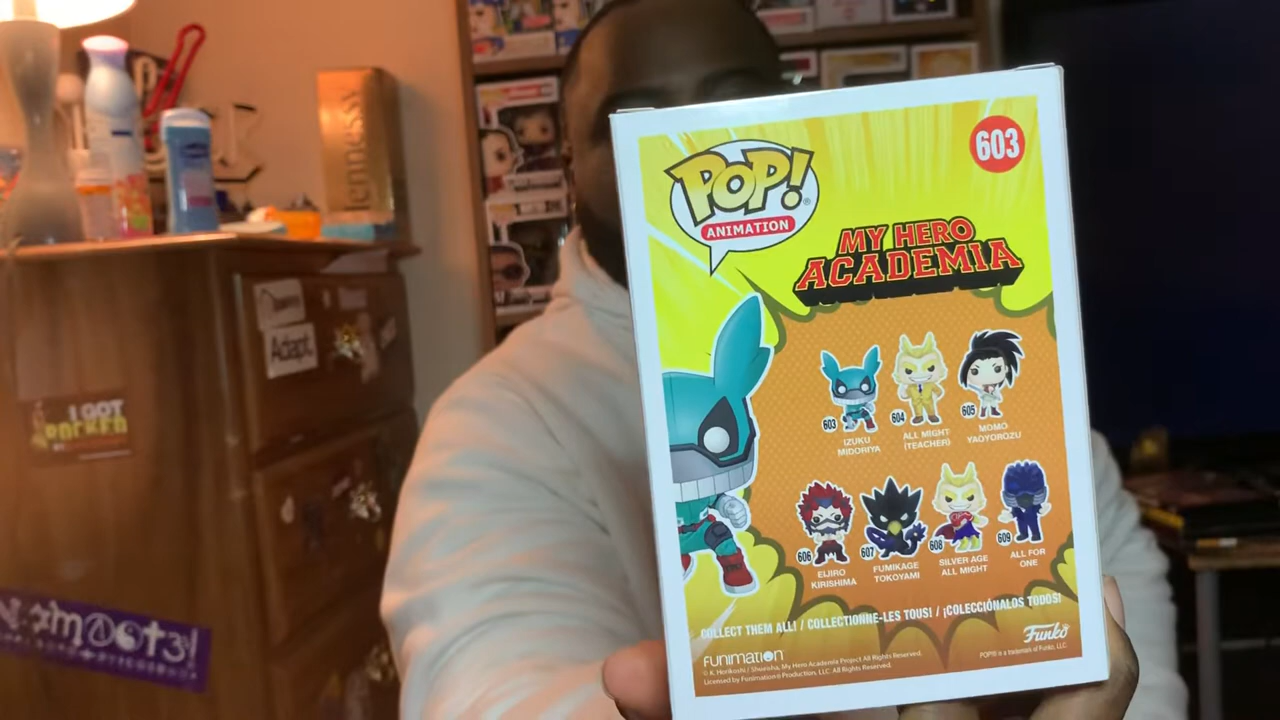 603
POP!
ANIMATION
MY HERO
ACADEMIA
603
IZUKU
MIDORIYA
604
ALL MIGHT
(TEACHER)
605
MOMO
YAOYOROZU
606
EIJIRO
KIRISHIMA
607
FUMIKAGE
TOKOYAMI
608
SILVER AGE
ALL MIGHT
609
ALL FOR
ONE
COLLECT THEM ALL! / COLLECTIONNE-LES TOUS! / ¡COLECCIÓNALOS TODOS!
FUNIMATION
© K. Horikoshi / Shueisha, My Hero Academia Project All Rights Reserved.
Licensed by Funimation® Production, LLC. All Rights Reserved.
Funko
POP!® is a trademark of Funko, LLC.
Hennessy
Adapt.
I GOT